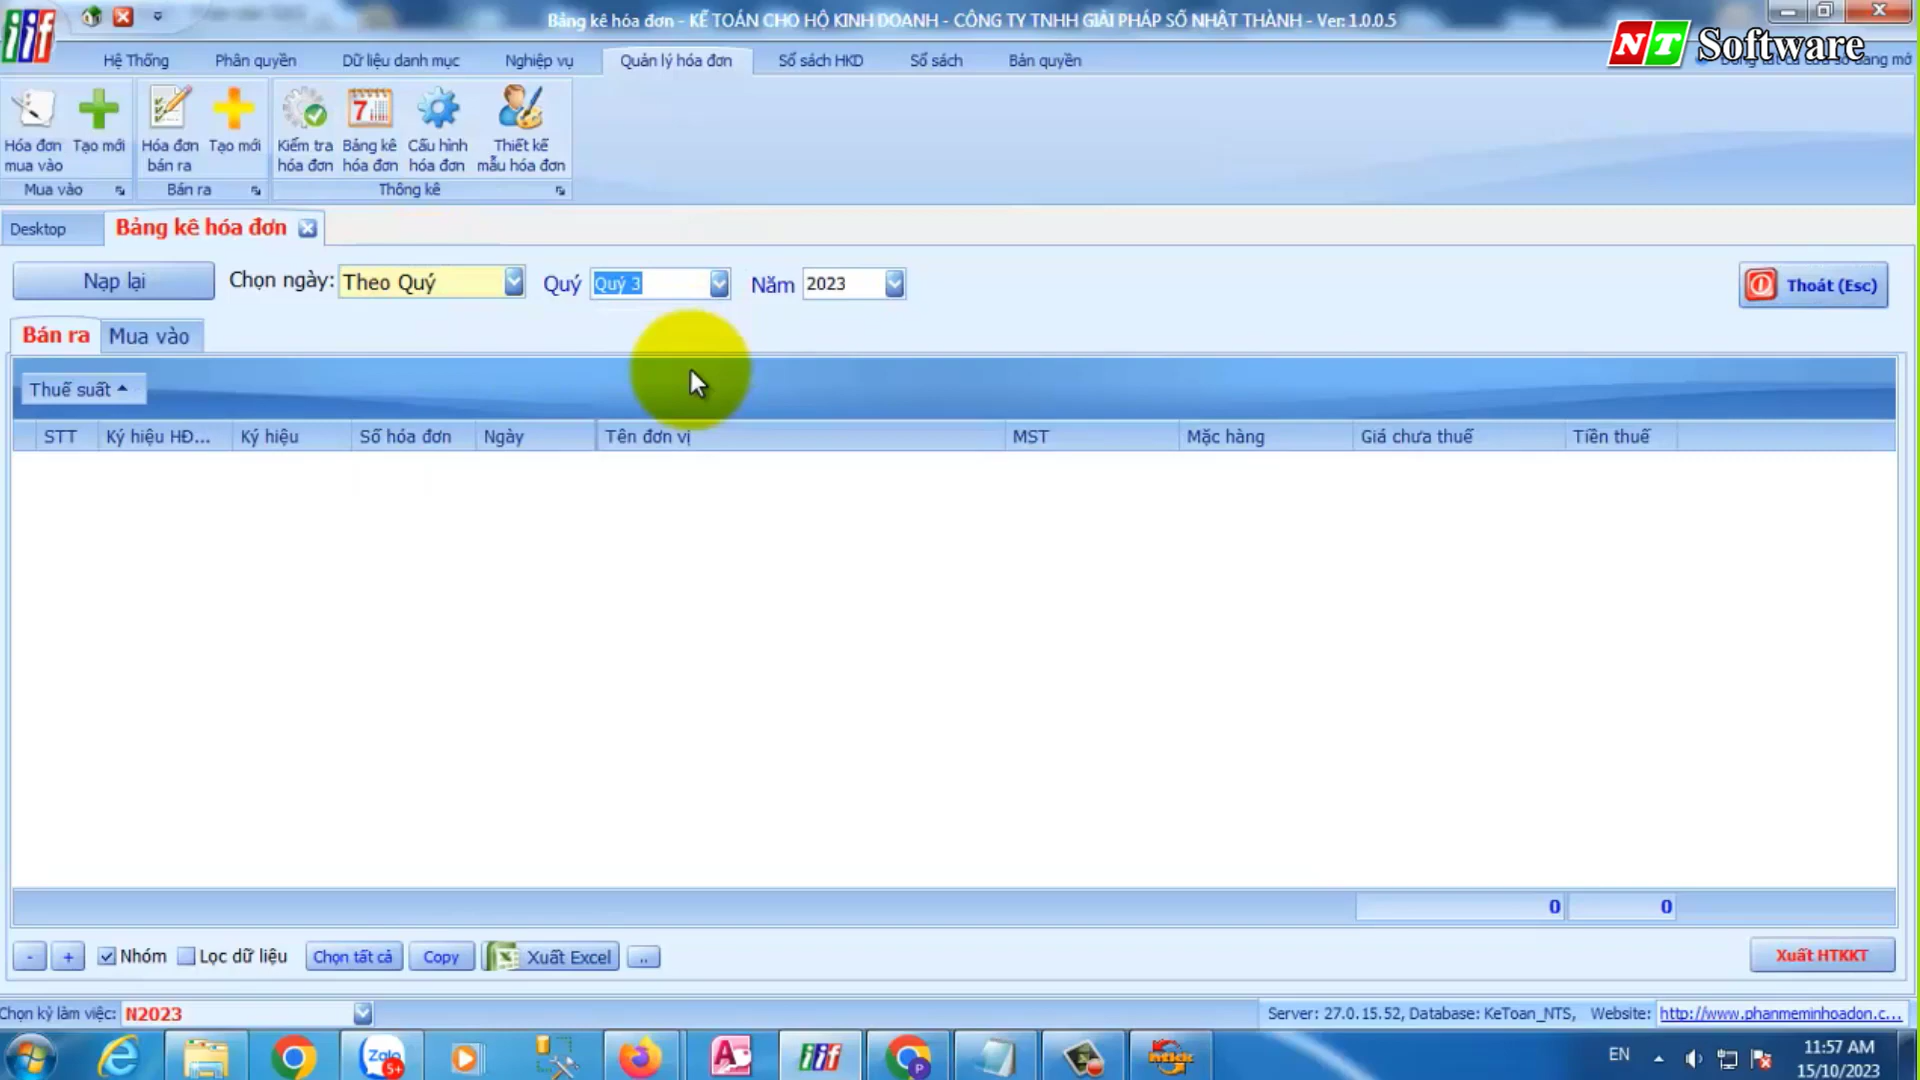 Bảng kê hóa đơn - KẾ TOÁN CHO HỘ KINH DOANH - CÔNG TY TNHH GIẢI PHÁP SỐ NHẬT THÀNH - Ver: 1.0.0.5
NT Software
Hệ Thống Phân quyền Dữ liệu danh mục Nghiệp vụ Quản lý hóa đơn Sổ sách HKD Sổ sách Bản quyền
Hóa đơn mua vào Tạo mới Hóa đơn bán ra Tạo mới Kiểm tra hóa đơn Bảng kê hóa đơn Cấu hình hóa đơn Thiết kế mẫu hóa đơn
Mua vào Bán ra Thống kê
Desktop Bảng kê hóa đơn
Nạp lại Chọn ngày: Theo Quý Quý Quý 3 Năm 2023 Thoát (Esc)
Bán ra Mua vào
Thuế suất
STT Ký hiệu HĐ... Ký hiệu Số hóa đơn Ngày Tên đơn vị MST Mặc hàng Giá chưa thuế Tiền thuế
0 0
- + Nhóm Lọc dữ liệu Chọn tất cả Copy Xuất Excel .. Xuất HTKKT
Chọn kỳ làm việc: N2023 Server: 27.0.15.52, Database: KeToan_NTS, Website: http://www.phanmeminhoadon.c...
Zalo 5+ P EN 11:57 AM
15/10/2023